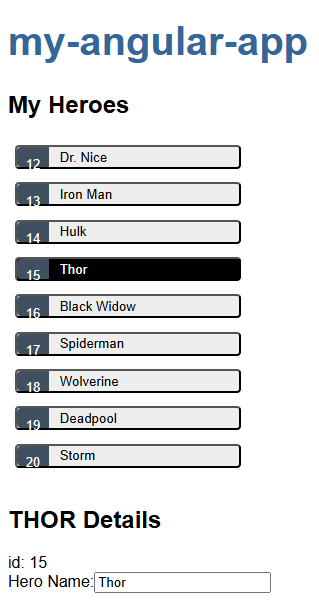 my-angular-app
My Heroes
12 Dr. Nice
13 Iron Man
14 Hulk
15 Thor
16 Black Widow
17 Spiderman
18 Wolverine
19 Deadpool
20 Storm
THOR Details
id: 15
Hero Name: Thor